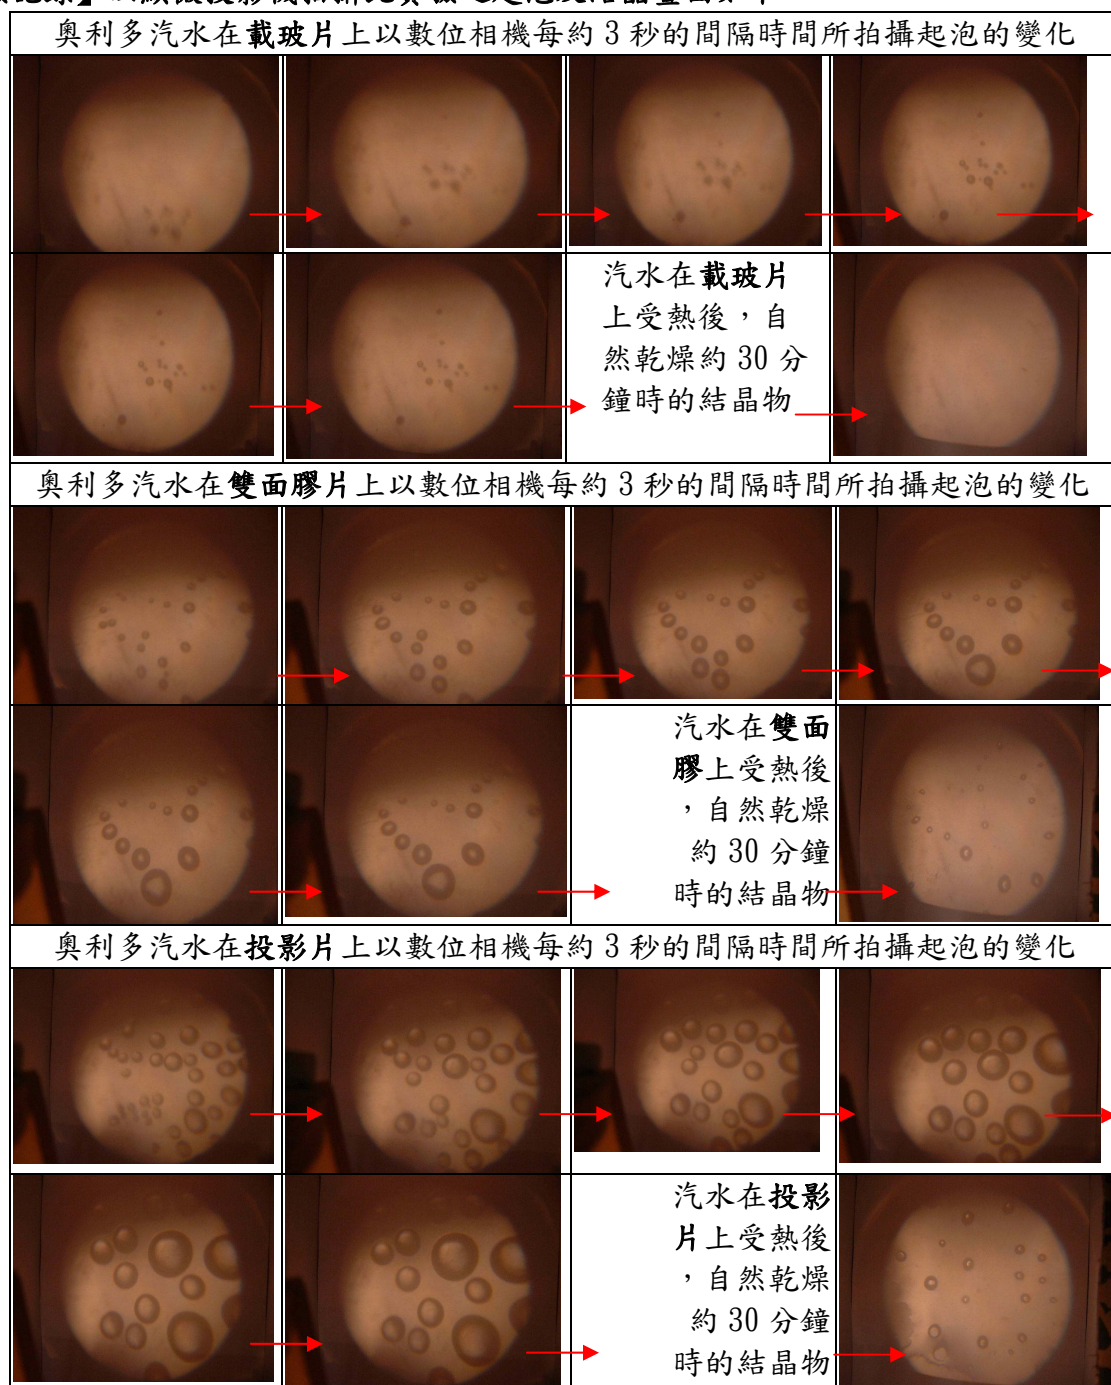 奧利多汽水在載玻片上以數位相機每約 3 秒的間隔時間所拍攝起泡的變化
汽水在載玻片
上受熱後，自
然乾燥約 30 分
鐘時的結晶物
奧利多汽水在雙面膠片上以數位相機每約 3 秒的間隔時間所拍攝起泡的變化
汽水在雙面
膠上受熱後
，自然乾燥
約 30 分鐘
時的結晶物
奧利多汽水在投影片上以數位相機每約 3 秒的間隔時間所拍攝起泡的變化
汽水在投影
片上受熱後
，自然乾燥
約 30 分鐘
時的結晶物